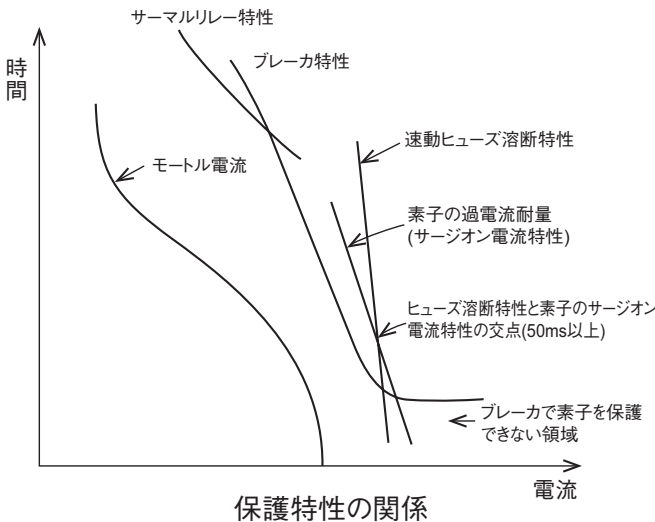 サーマルリレー特性
ブレーカ特性
時間
速動ヒューズ溶断特性
モートル電流
素子の過電流耐量
(サージオン電流特性)
ヒューズ溶断特性と素子のサージオン
電流特性の交点(50ms以上)
ブレーカで素子を保護
できない領域
電流
保護特性の関係